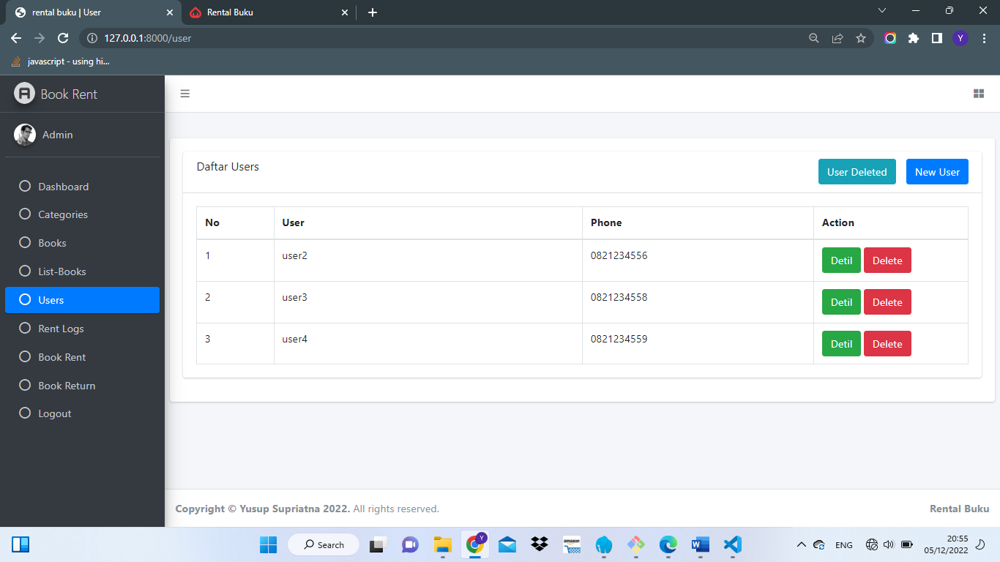 rental buku | User
Rental Buku
127.0.0.1:8000/user
Y
javascript - using hi...
Book Rent
Admin
Dashboard
Categories
Books
List-Books
Users
Rent Logs
Book Rent
Book Return
Logout
Daftar Users
User Deleted
New User
No User Phone Action
1 user2 0821234556 Detil Delete
2 user3 0821234558 Detil Delete
3 user4 0821234559 Detil Delete
Copyright © Yusup Supriatna 2022. All rights reserved.
Rental Buku
Search
Y
amazon
ENG
20:55
05/12/2022